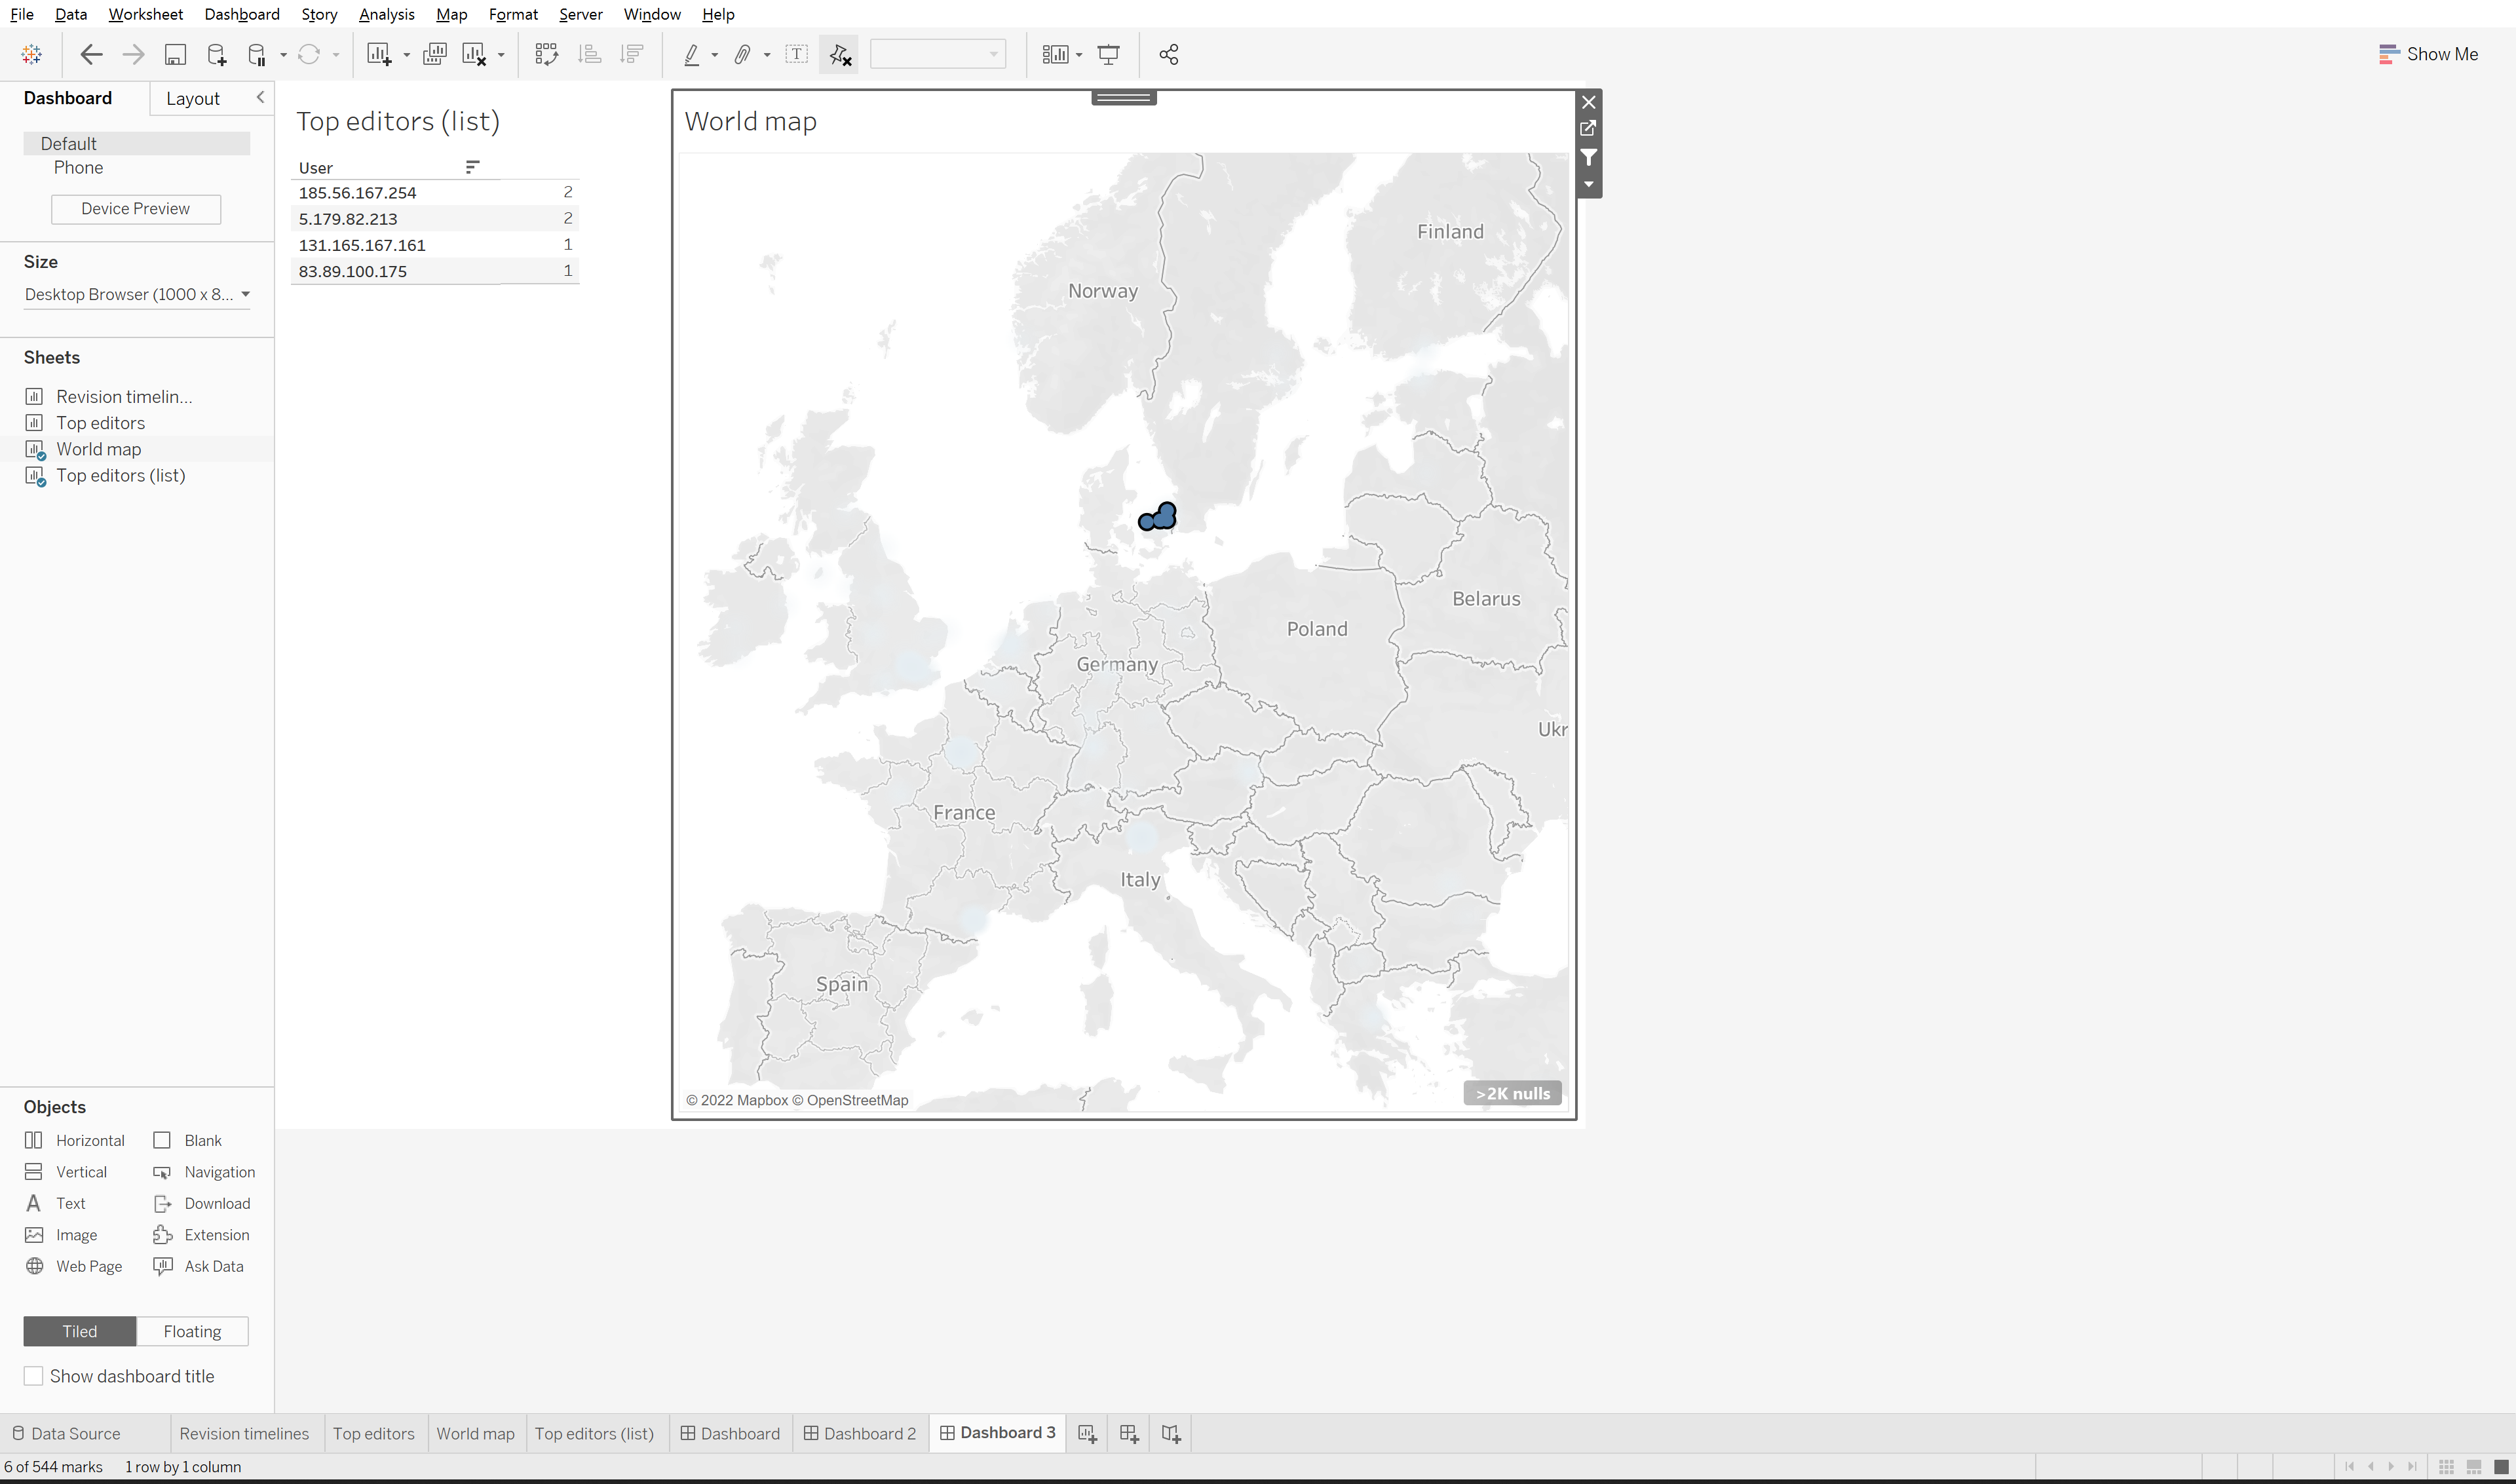 File Data Worksheet Dashboard Story Analysis Map Format Server Window Help
Show Me
Dashboard Layout
Default
Phone
Device Preview
Size
Desktop Browser (1000 x 8...
Sheets
Revision timelin...
Top editors
World map
Top editors (list)
Objects
Horizontal Blank
Vertical Navigation
Text Download
Image Extension
Web Page Ask Data
Tiled Floating
Show dashboard title
Top editors (list)
User
185.56.167.254 2
5.179.82.213 2
131.165.167.161 1
83.89.100.175 1
World map
Finland
Norway
Belarus
Poland
Germany
Ukr
France
Italy
Spain
© 2022 Mapbox © OpenStreetMap
>2K nulls
Data Source Revision timelines Top editors World map Top editors (list) Dashboard Dashboard 2 Dashboard 3
6 of 544 marks 1 row by 1 column